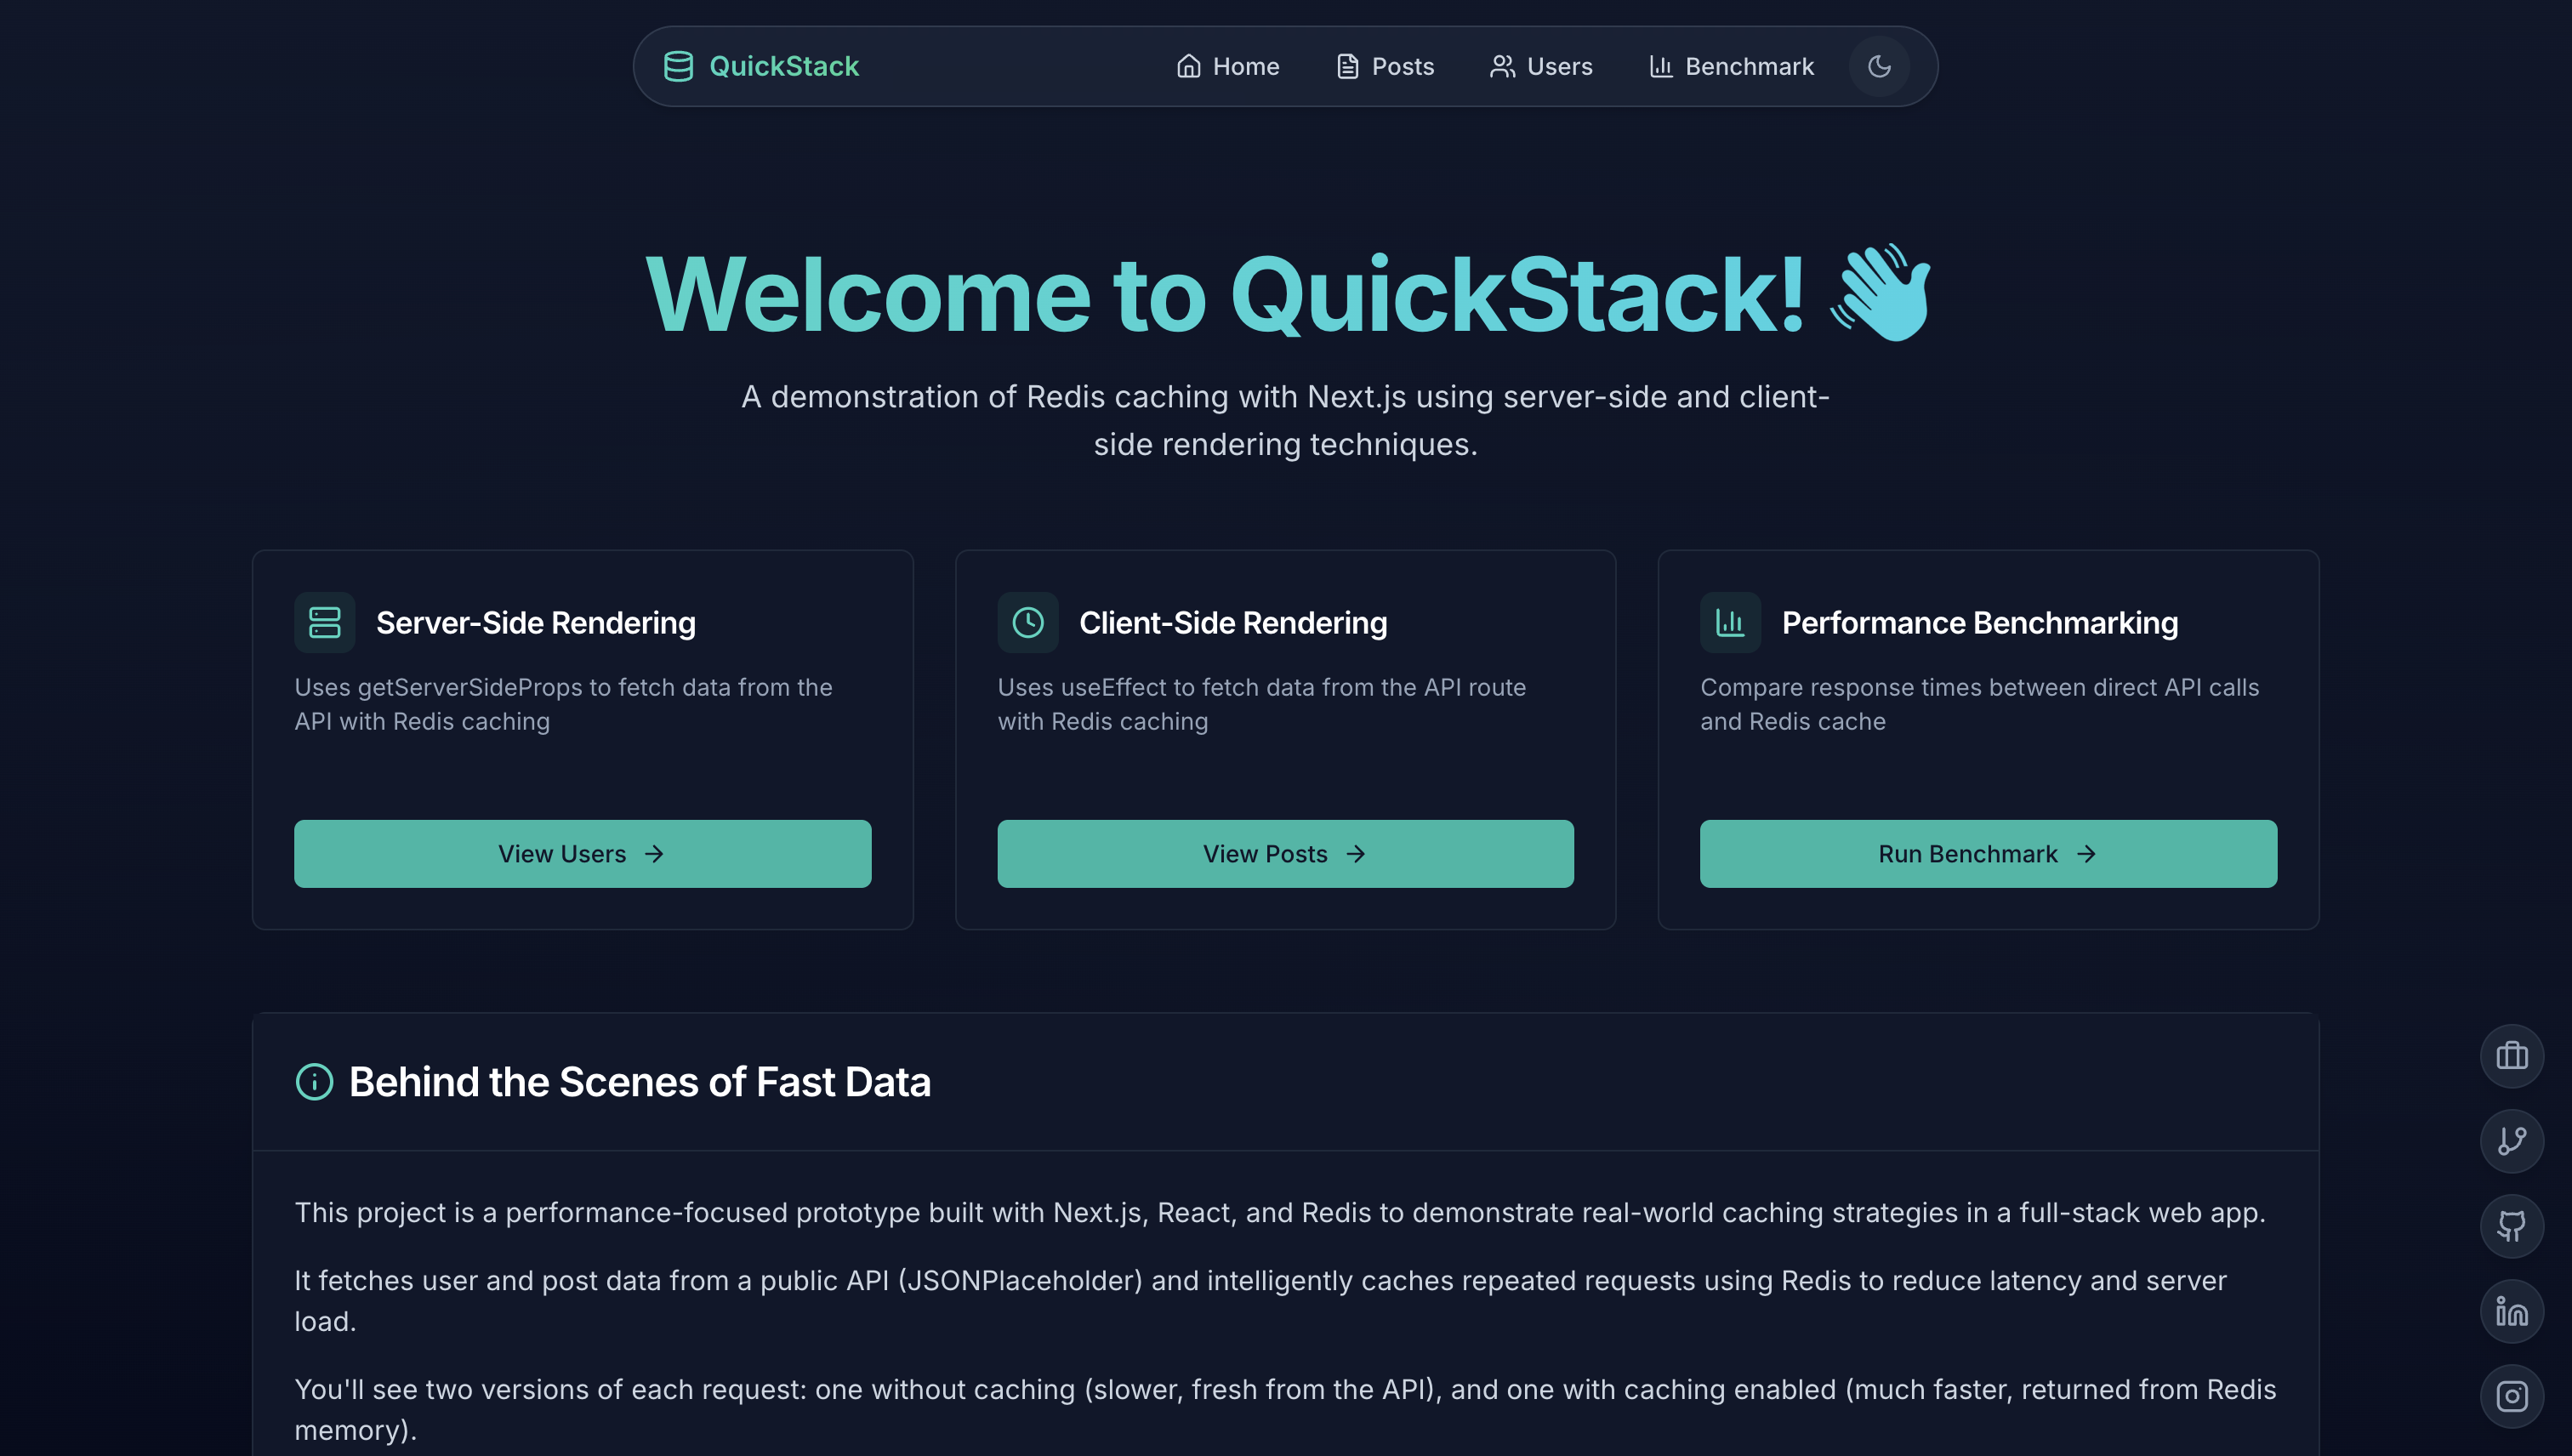 QuickStack
Home
Posts
Users
Benchmark
Welcome to QuickStack! 👋
A demonstration of Redis caching with Next.js using server-side and client-
side rendering techniques.
Server-Side Rendering
Uses getServerSideProps to fetch data from the
API with Redis caching
View Users →
Client-Side Rendering
Uses useEffect to fetch data from the API route
with Redis caching
View Posts →
Performance Benchmarking
Compare response times between direct API calls
and Redis cache
Run Benchmark →
Behind the Scenes of Fast Data
This project is a performance-focused prototype built with Next.js, React, and Redis to demonstrate real-world caching strategies in a full-stack web app.
It fetches user and post data from a public API (JSONPlaceholder) and intelligently caches repeated requests using Redis to reduce latency and server
load.
You'll see two versions of each request: one without caching (slower, fresh from the API), and one with caching enabled (much faster, returned from Redis
memory).